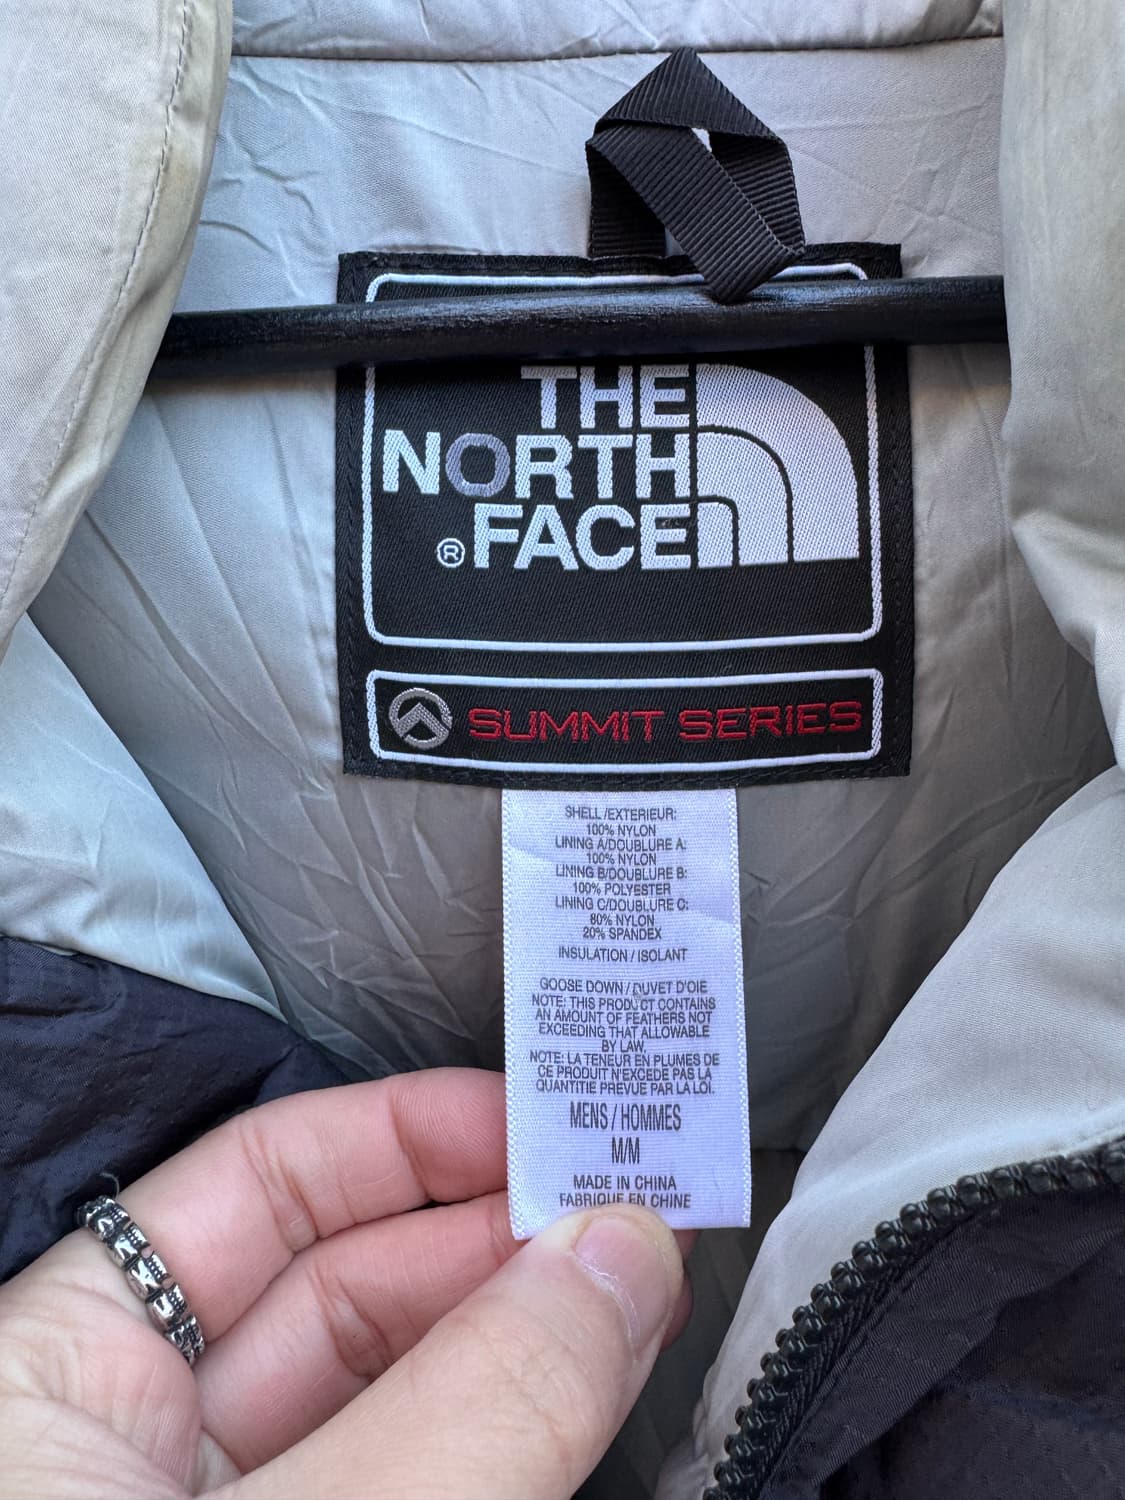 THE
NORTH
® FACE
SUMMIT SERIES
SHELL /EXTERIEUR:
100% NYLON
LINING A/DOUBLURE A:
100% NYLON
LINING B/DOUBLURE B:
100% POLYESTER
LINING C/DOUBLURE C:
80% NYLON
20% SPANDEX
INSULATION / ISOLANT
GOOSE DOWN / DUVET D'OIE
NOTE: THIS PRODUCT CONTAINS
AN AMOUNT OF FEATHERS NOT
EXCEEDING THAT ALLOWABLE
BY LAW.
NOTE: LA TENEUR EN PLUMES DE
CE PRODUIT N'EXCEDE PAS LA
QUANTITIE PREVUE PAR LA LOI.
MENS / HOMMES
M/M
MADE IN CHINA
FABRIQUE EN CHINE